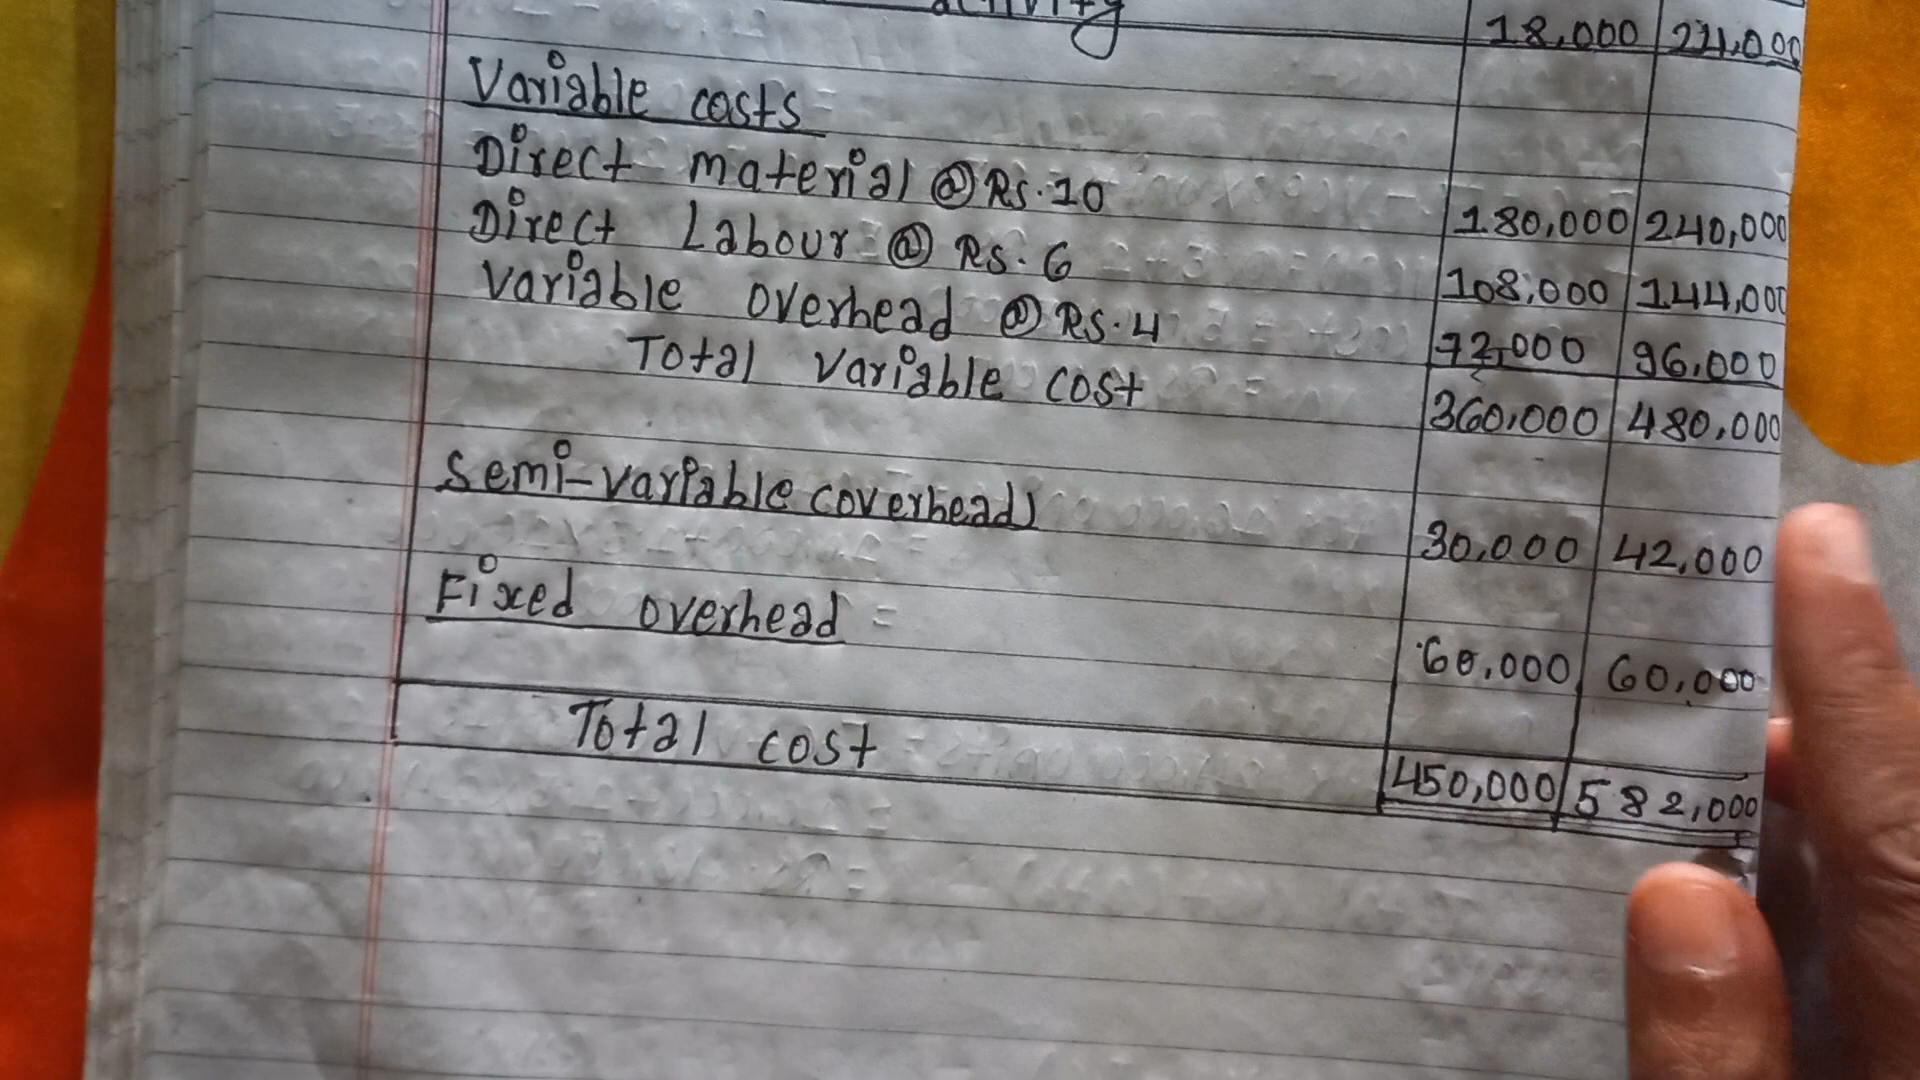 activity 18,000 24,000
Variable costs
Direct material @ Rs. 10 180,000 240,000
Direct Labour @ Rs. 6 108,000 144,000
Variable overhead @ Rs. 4 72,000 96,000
Total variable cost 360,000 480,000
Semi-variable (overhead) 30,000 42,000
Fixed overhead = 60,000 60,000
Total cost 450,000 582,000